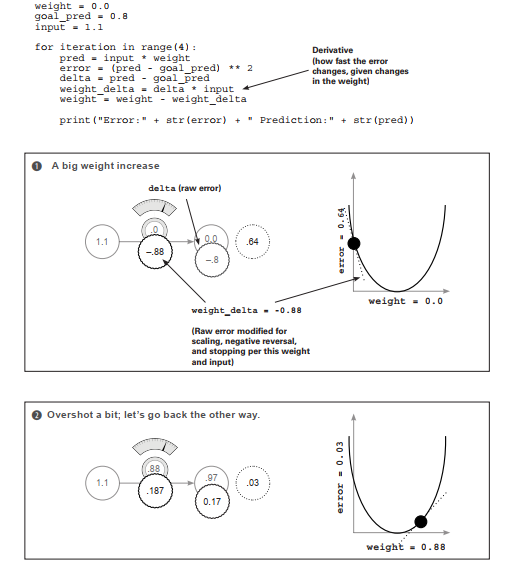 weight = 0.0
goal_pred = 0.8
input = 1.1
for iteration in range(4):
pred = input * weight
error = (pred - goal_pred) ** 2
delta = pred - goal_pred
weight_delta = delta * input
weight = weight - weight_delta
print("Error:" + str(error) + " Prediction:" + str(pred))
Derivative
(how fast the error
changes, given changes
in the weight)
1 A big weight increase
delta (raw error)
1.1
.0
-.88
0.0
-.8
.64
error = 0.64
weight = 0.0
weight_delta = -0.88
(Raw error modified for
scaling, negative reversal,
and stopping per this weight
and input)
2 Overshot a bit; let's go back the other way.
1.1
.88
.187
.97
0.17
.03
error = 0.03
weight = 0.88